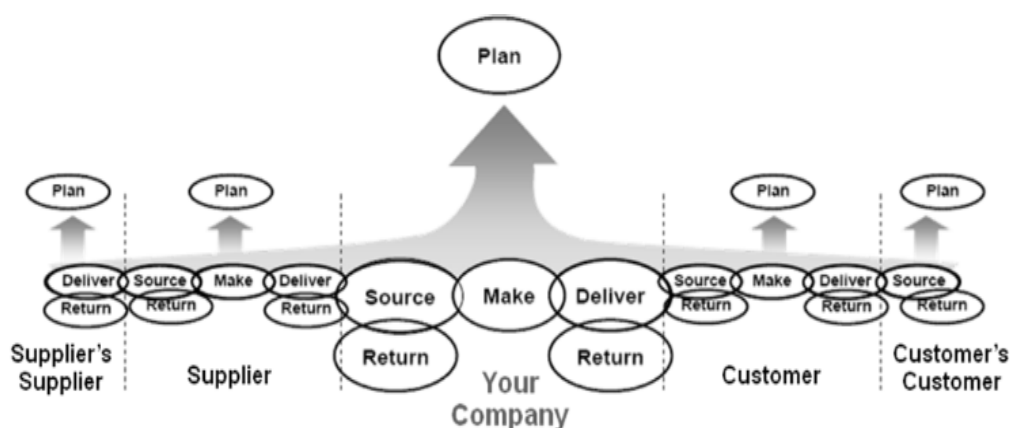 Plan
Plan
Plan
Plan
Plan
Deliver
Source
Make
Deliver
Source
Make
Deliver
Source
Make
Deliver
Source
Return
Return
Return
Return
Return
Return
Return
Return
Supplier's
Supplier
Supplier
Your
Company
Customer
Customer's
Customer